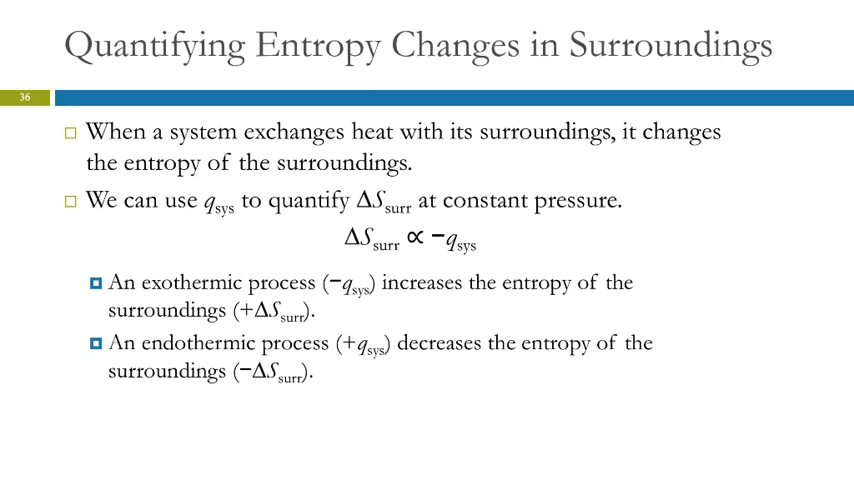 Quantifying Entropy Changes in Surroundings
36
When a system exchanges heat with its surroundings, it changes
the entropy of the surroundings.
We can use qsys to quantify ΔSsurr at constant pressure.
ΔSsurr ∝ −qsys
An exothermic process (−qsys) increases the entropy of the
surroundings (+ΔSsurr).
An endothermic process (+qsys) decreases the entropy of the
surroundings (−ΔSsurr).